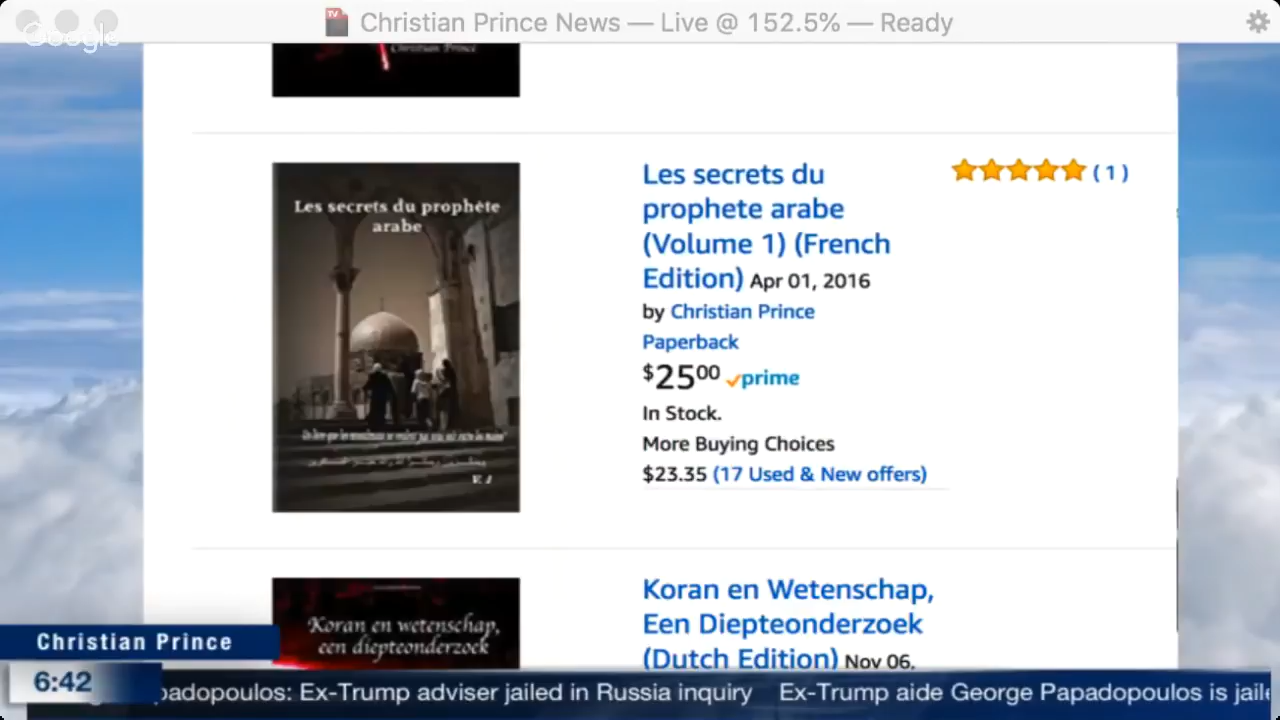 Christian Prince News — Live @ 152.5% — Ready
Google
Christian Prince
Les secrets du
prophete arabe
(Volume 1) (French
Edition) Apr 01, 2016
by Christian Prince
Paperback
$25⁰⁰ prime
In Stock.
More Buying Choices
$23.35 (17 Used & New offers)
( 1 )
Les secrets du prophète
arabe
Koran en Wetenschap,
Een Diepteonderzoek
(Dutch Edition) Nov 06,
Koran en wetenschap,
een diepteonderzoek
Christian Prince
6:42
padopoulos: Ex-Trump adviser jailed in Russia inquiry Ex-Trump aide George Papadopoulos is jaile